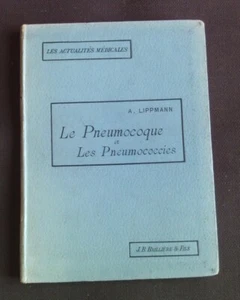 LES ACTUALITÉS MÉDICALES
A. LIPPMANN
Le Pneumocoque
et
Les Pneumococcies
J. B. BAILLIÈRE & FILS